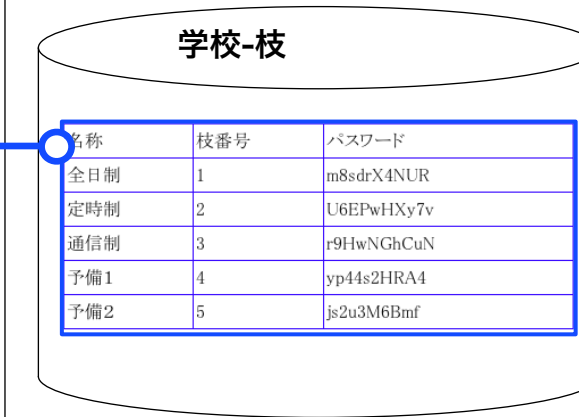 学校-枝
名称 枝番号 パスワード
全日制 1 m8sdrX4NUR
定時制 2 U6EPwHXy7v
通信制 3 r9HwNGhCuN
予備1 4 yp44s2HRA4
予備2 5 js2u3M6Bmf